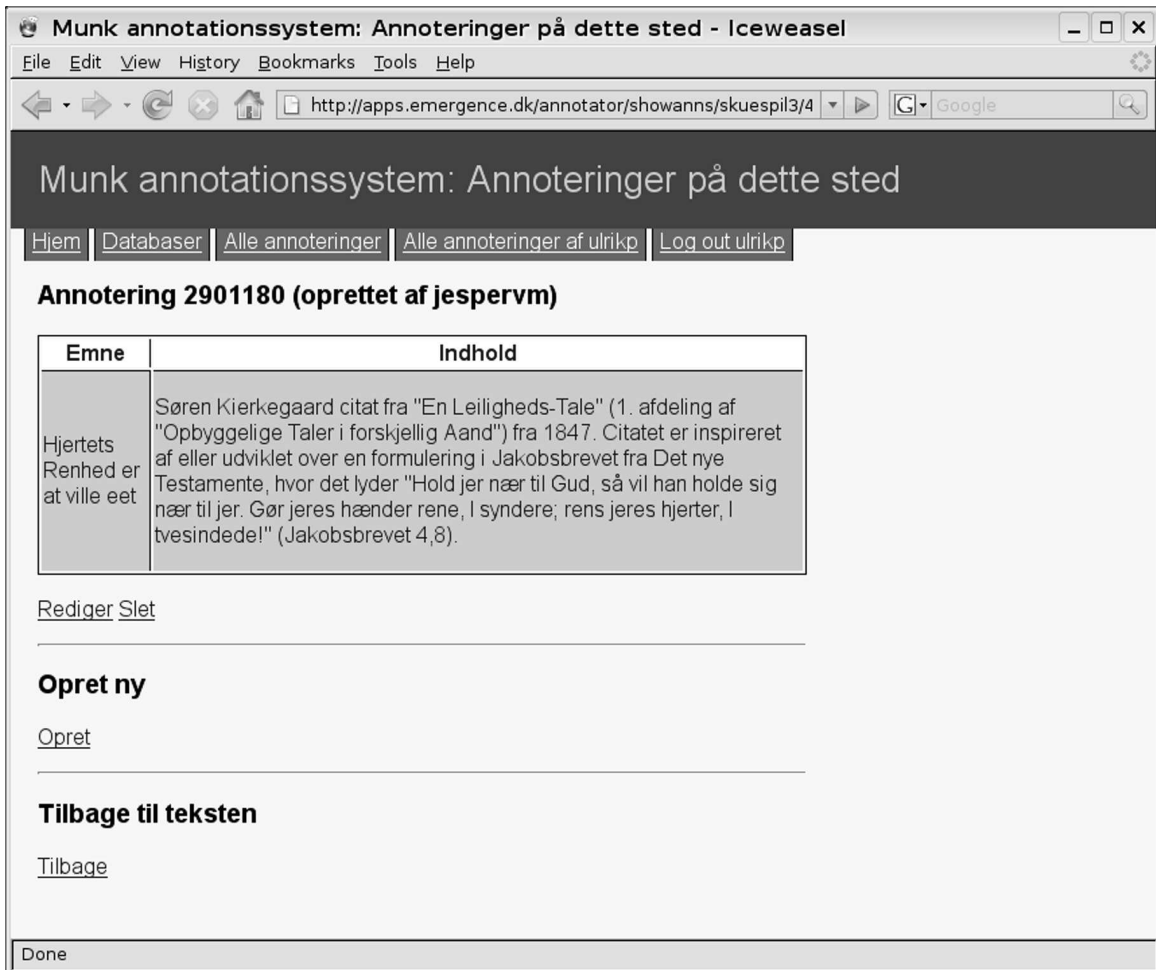 Munk annotationssystem: Annoteringer på dette sted - Iceweasel
File Edit View History Bookmarks Tools Help
http://apps.emergence.dk/annotator/showanns/skuespil3/4 G Google
Munk annotationssystem: Annoteringer på dette sted
Hjem Databaser Alle annoteringer Alle annoteringer af ulrikp Log out ulrikp
Annotering 2901180 (oprettet af jespervm)
Emne Indhold
Hjertets
Renhed er
at ville eet
Søren Kierkegaard citat fra "En Leiligheds-Tale" (1. afdeling af
"Opbyggelige Taler i forskjellig Aand") fra 1847. Citatet er inspireret
af eller udviklet over en formulering i Jakobsbrevet fra Det nye
Testamente, hvor det lyder "Hold jer nær til Gud, så vil han holde sig
nær til jer. Gør jeres hænder rene, I syndere; rens jeres hjerter, I
tvesindede!" (Jakobsbrevet 4,8).
Rediger Slet
Opret ny
Opret
Tilbage til teksten
Tilbage
Done